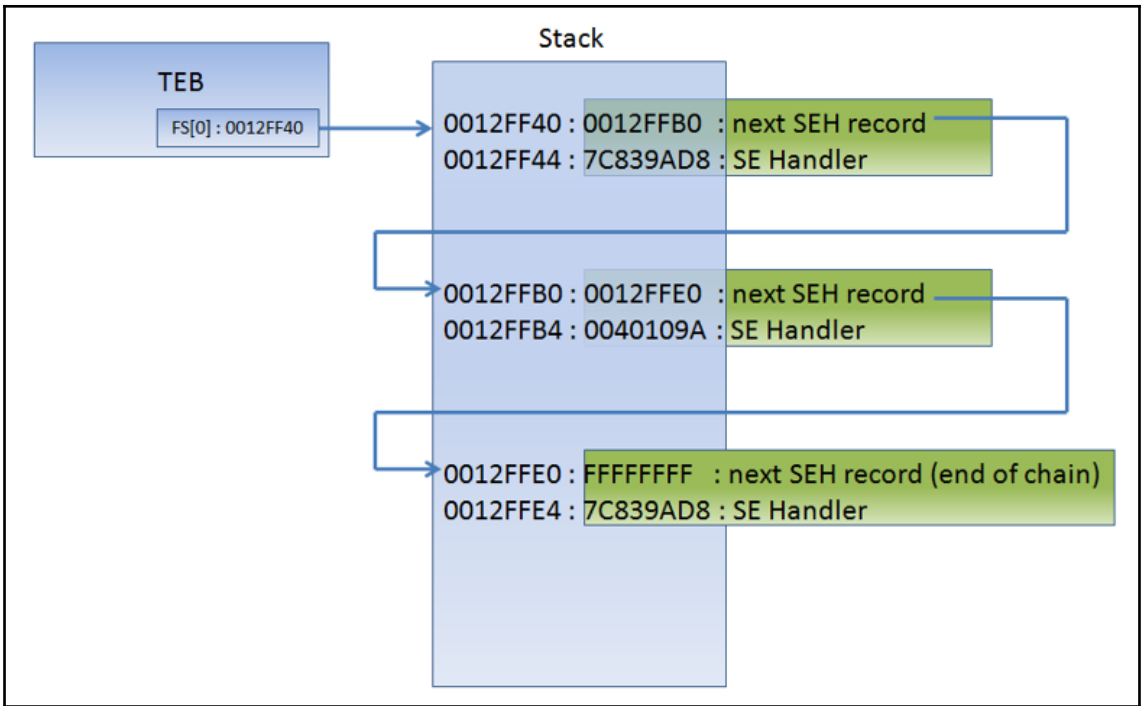 Stack
TEB
FS[0] : 0012FF40
0012FF40 : 0012FFB0 : next SEH record
0012FF44 : 7C839AD8 : SE Handler
0012FFB0 : 0012FFE0 : next SEH record
0012FFB4 : 0040109A : SE Handler
0012FFE0 : FFFFFFFF : next SEH record (end of chain)
0012FFE4 : 7C839AD8 : SE Handler